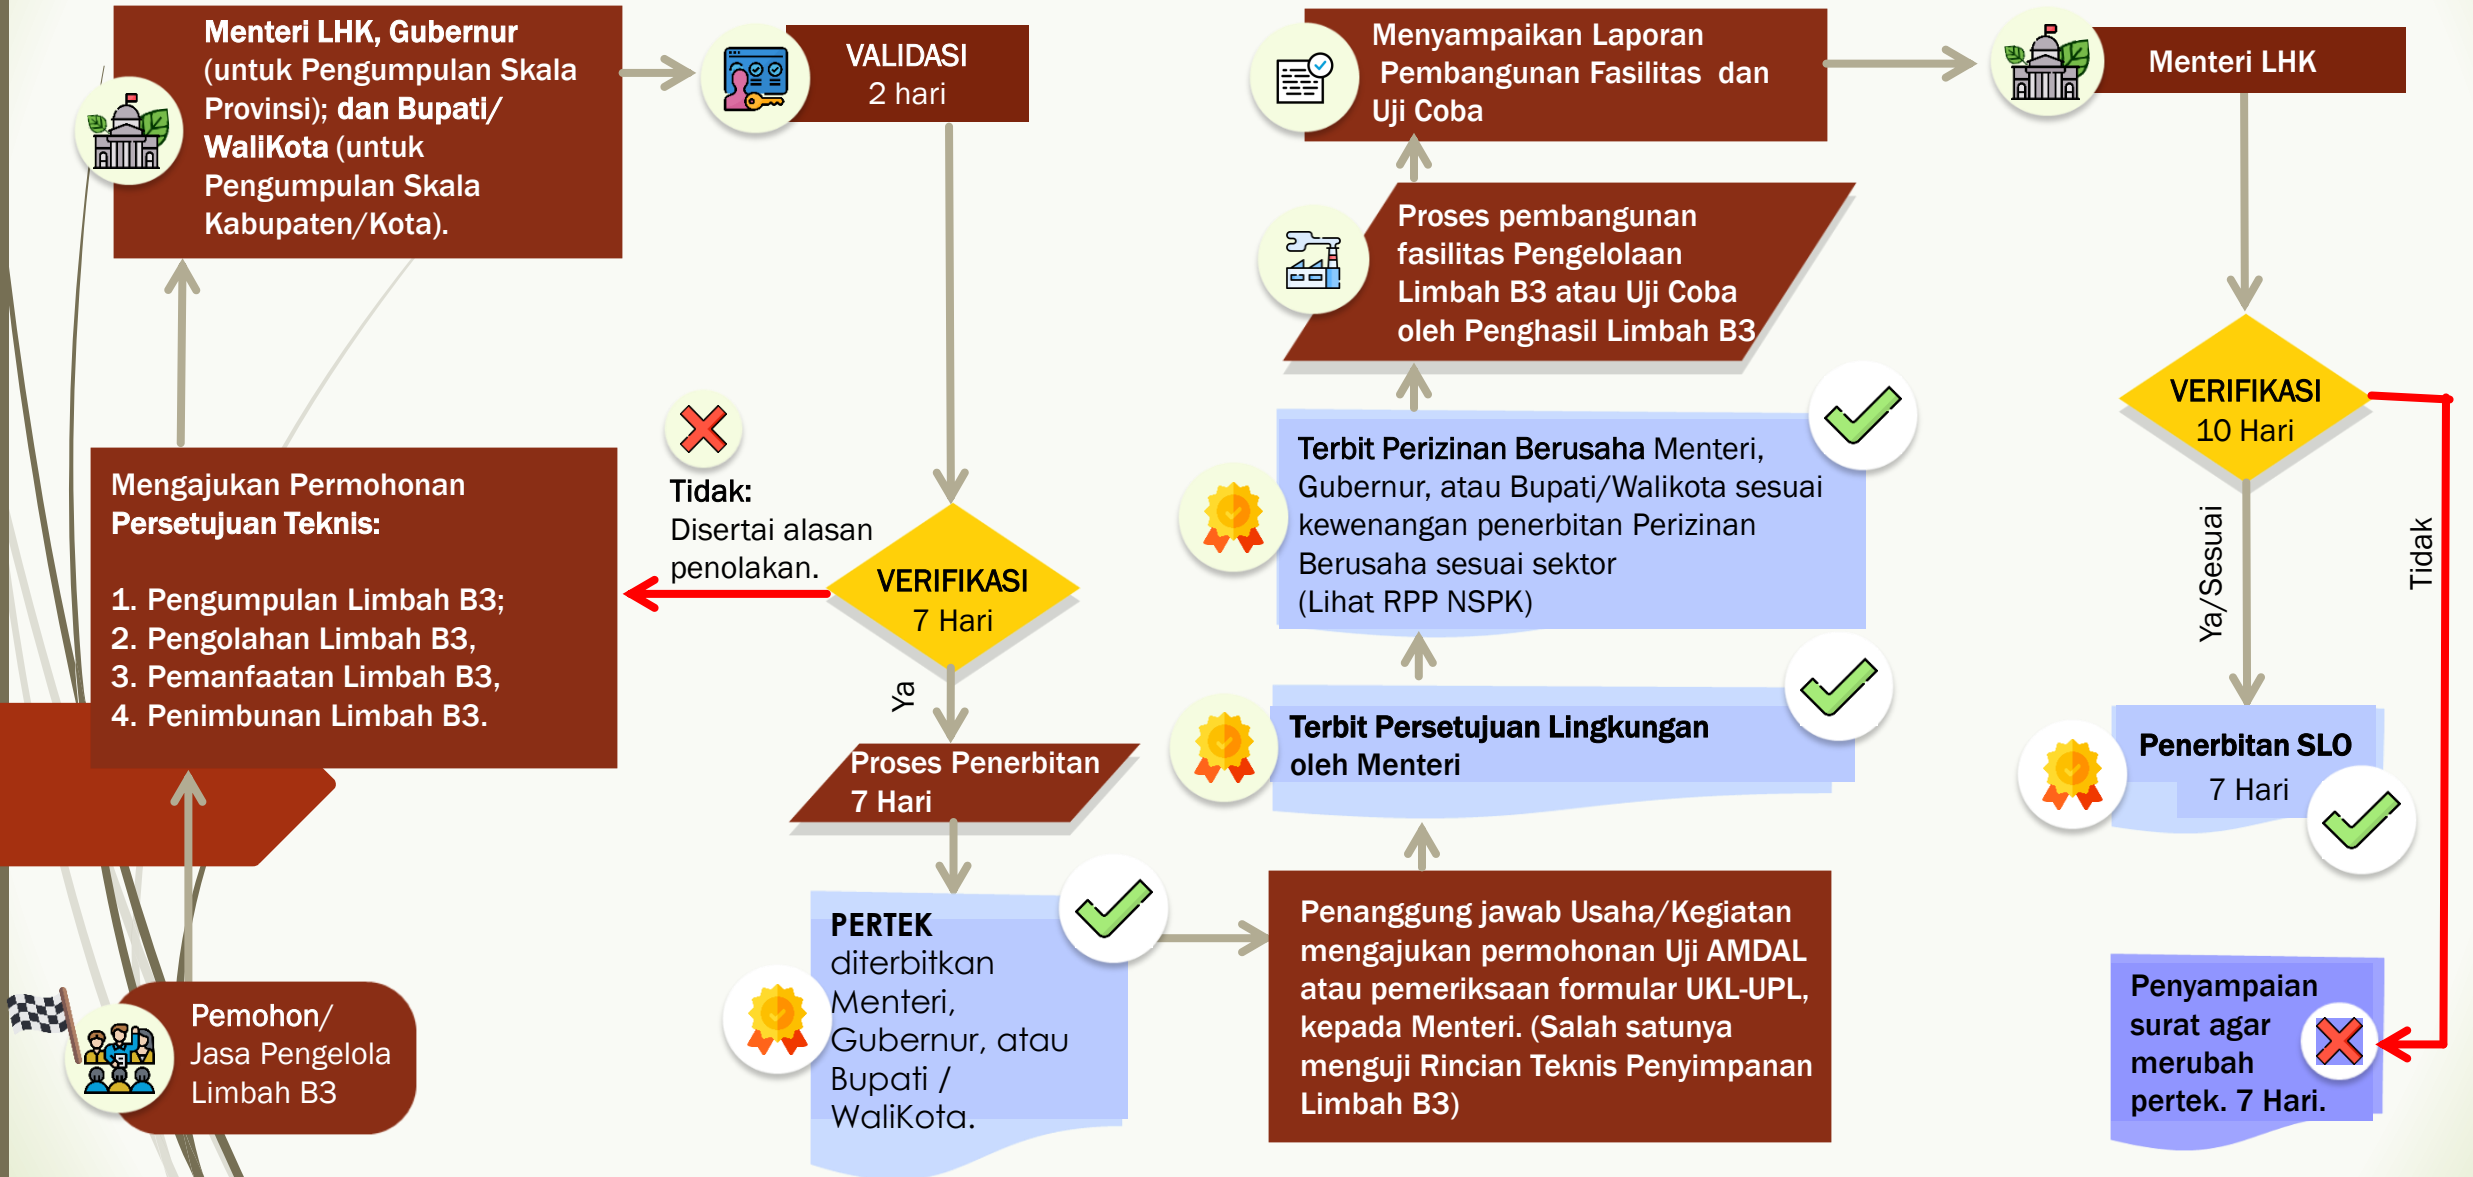 Menteri LHK, Gubernur
(untuk Pengumpulan Skala
Provinsi); dan Bupati/
WaliKota (untuk
Pengumpulan Skala
Kabupaten/Kota).
VALIDASI
2 hari
Mengajukan Permohonan
Persetujuan Teknis:
1. Pengumpulan Limbah B3;
2. Pengolahan Limbah B3,
3. Pemanfaatan Limbah B3,
4. Penimbunan Limbah B3.
Pemohon/
Jasa Pengelola
Limbah B3
Tidak:
Disertai alasan
penolakan.
VERIFIKASI
7 Hari
Ya
Proses Penerbitan
7 Hari
PERTEK
diterbitkan
Menteri,
Gubernur, atau
Bupati /
WaliKota.
Menyampaikan Laporan
Pembangunan Fasilitas dan
Uji Coba
Proses pembangunan
fasilitas Pengelolaan
Limbah B3 atau Uji Coba
oleh Penghasil Limbah B3
Terbit Perizinan Berusaha Menteri,
Gubernur, atau Bupati/Walikota sesuai
kewenangan penerbitan Perizinan
Berusaha sesuai sektor
(Lihat RPP NSPK)
Terbit Persetujuan Lingkungan
oleh Menteri
Penanggung jawab Usaha/Kegiatan
mengajukan permohonan Uji AMDAL
atau pemeriksaan formular UKL-UPL,
kepada Menteri. (Salah satunya
menguji Rincian Teknis Penyimpanan
Limbah B3)
Menteri LHK
VERIFIKASI
10 Hari
Ya/Sesuai
Tidak
Penerbitan SLO
7 Hari
Penyampaian
surat agar
merubah
pertek. 7 Hari.